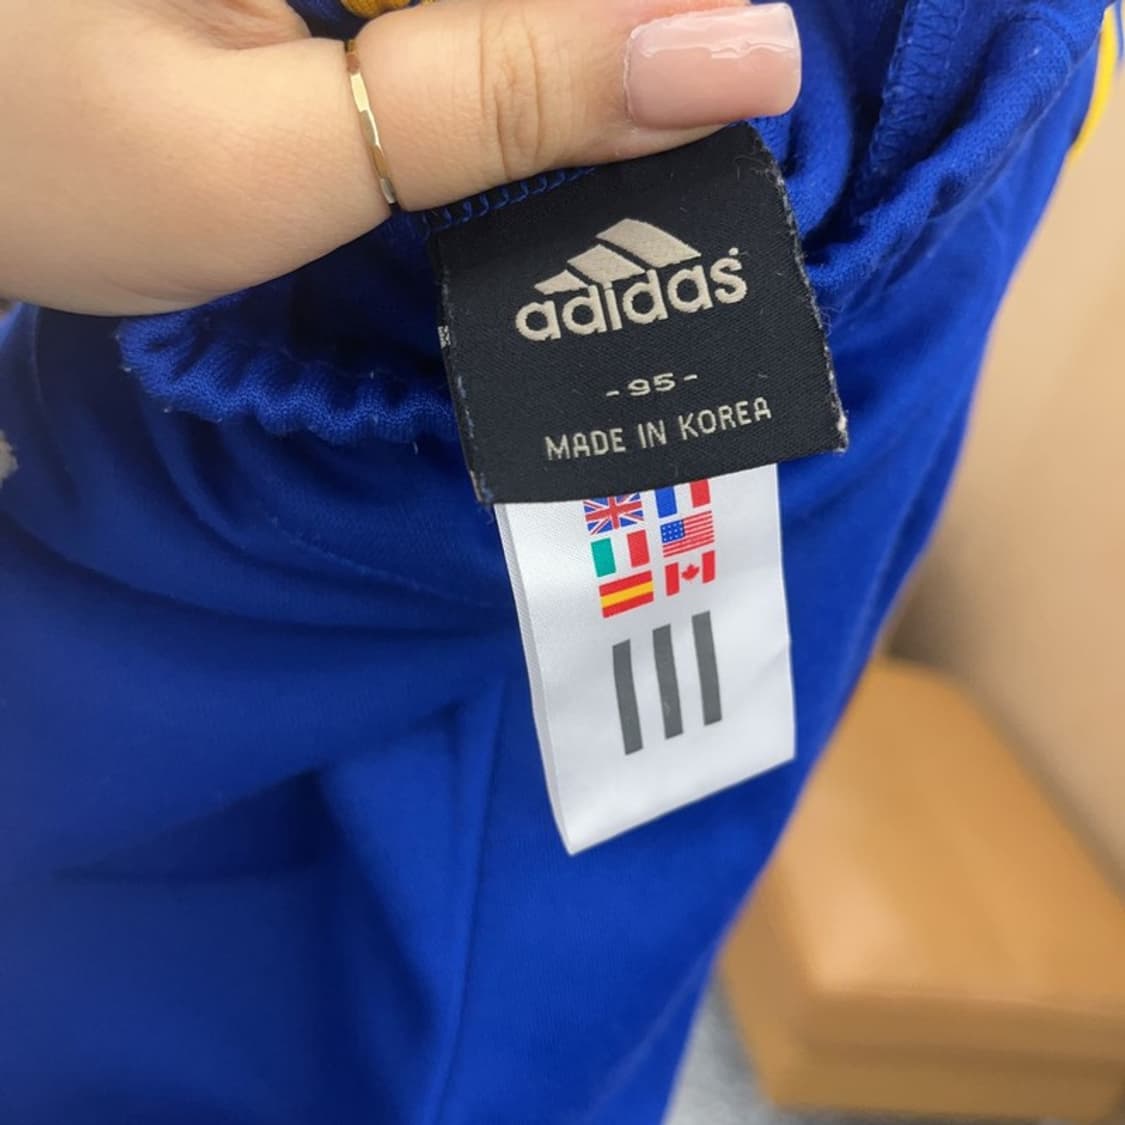 adidas
-95-
MADE IN KOREA